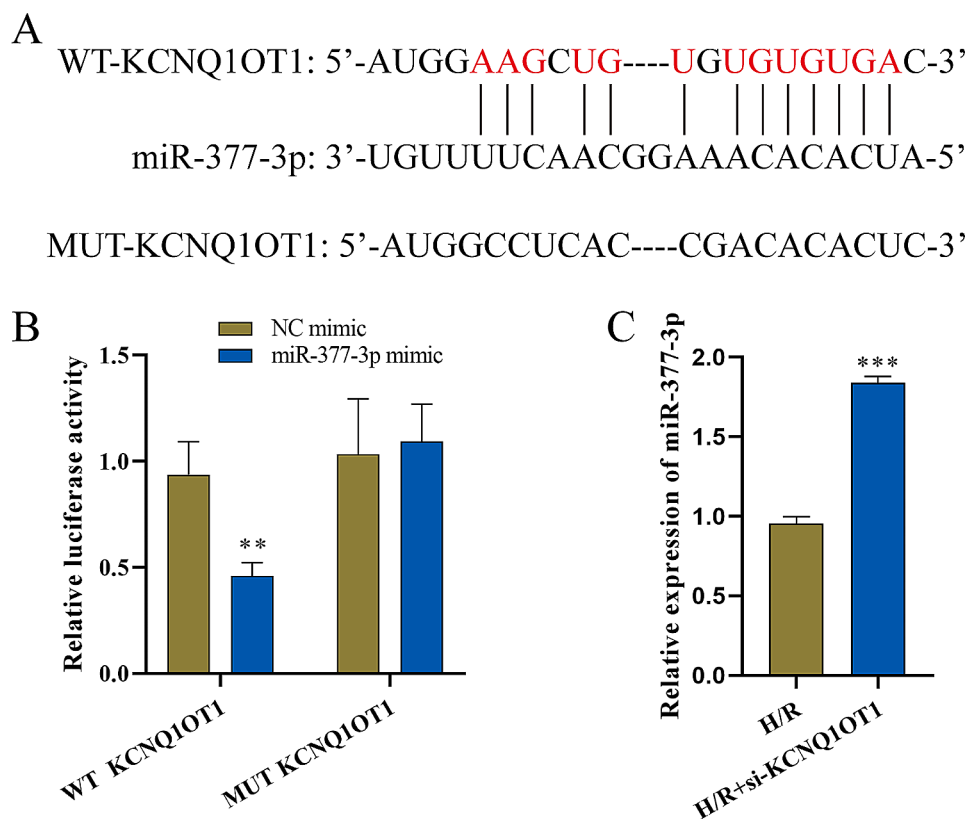 A
WT-KCNQ1OT1: 5’-AUGGAAGCUG----UGUGUGUGAC-3’
miR-377-3p: 3’-UGUUUUCAACGGAAACACACUA-5’
MUT-KCNQ1OT1: 5’-AUGGCCUCAC----CGACACACUC-3’
B
NC mimic
miR-377-3p mimic
Relative luciferase activity
1.5
1.0
0.5
0.0
**
WT KCNQ1OT1
MUT KCNQ1OT1
C
Relative expression of miR-377-3p
2.0
1.5
1.0
0.5
0.0
***
H/R
H/R+si-KCNQ1OT1